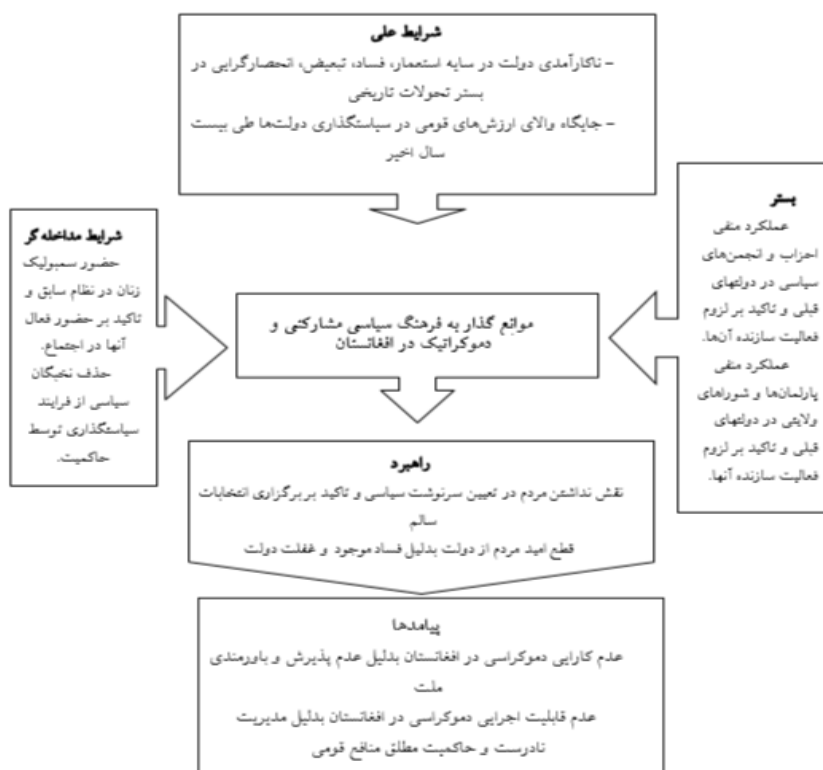 شرایط علی
– ناکارآمدی دولت در سایه استعمار، فساد، تبعیض، انحصارگرایی در
بستر تحولات تاریخی
– جایگاه والای ارزش‌های قومی در سیاستگذاری دولت‌ها طی بیست
سال اخیر
بستر
عملکرد منفی
احزاب و انجمن‌های
سیاسی در دولتهای
قبلی و تاکید بر لزوم
فعالیت سازنده آن‌ها.
عملکرد منفی
پارلمان‌ها و شوراهای
ولایتی در دولتهای
قبلی و تاکید بر لزوم
فعالیت سازنده آنها.
موانع گذار به فرهنگ سیاسی مشارکتی و
دموکراتیک در افغانستان
شرایط مداخله‌گر
حضور سمبولیک
زنان در نظام سابق و
تاکید بر حضور فعال
آنها در اجتماع.
حذف نخبگان
سیاسی از فرایند
سیاستگذاری توسط
حاکمیت.
راهبرد
نقش نداشتن مردم در تعیین سرنوشت سیاسی و تاکید بر برگزاری انتخابات
سالم
قطع امید مردم از دولت بدلیل فساد موجود و غفلت دولت
پیامدها
عدم کارایی دموکراسی در افغانستان بدلیل عدم پذیرش و باورمندی
ملت
عدم قابلیت اجرایی دموکراسی در افغانستان بدلیل مدیریت
نادرست و حاکمیت مطلق منافع قومی